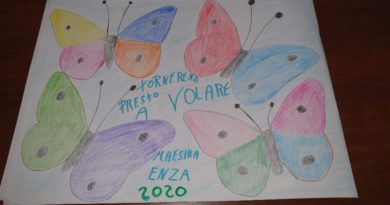 TORNEREMO
PRESTO
A VOLARE
MAESTRA
ENZA
2020